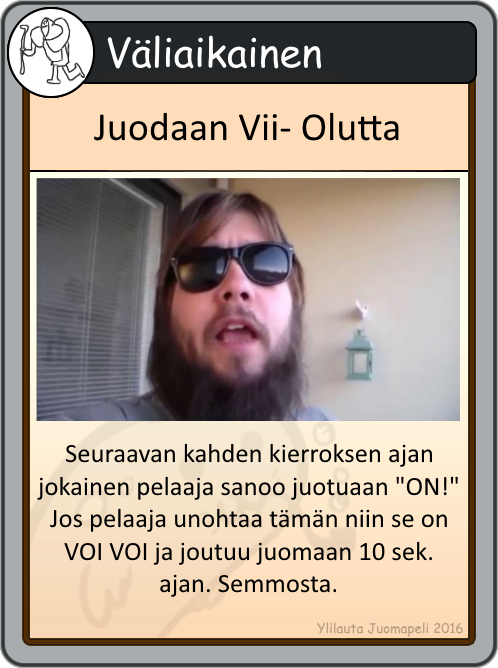 Väliaikainen
Juodaan Vii- Olutta
Seuraavan kahden kierroksen ajan
jokainen pelaaja sanoo juotuaan "ON!"
Jos pelaaja unohtaa tämän niin se on
VOI VOI ja joutuu juomaan 10 sek.
ajan. Semmosta.
Ylilauta Juomapeli 2016